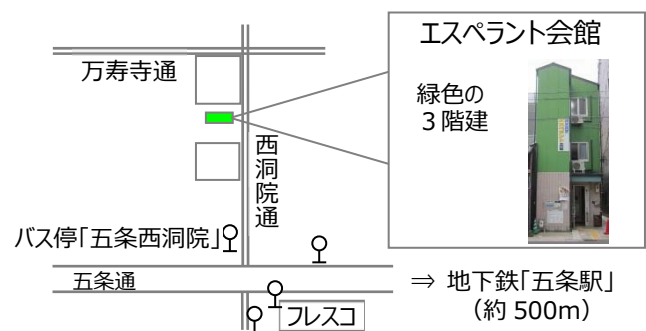 エスペラント会館
万寿寺通
緑色の
３階建
西洞院通
バス停「五条西洞院」
五条通
⇒ 地下鉄「五条駅」
（約 500m）
フレスコ